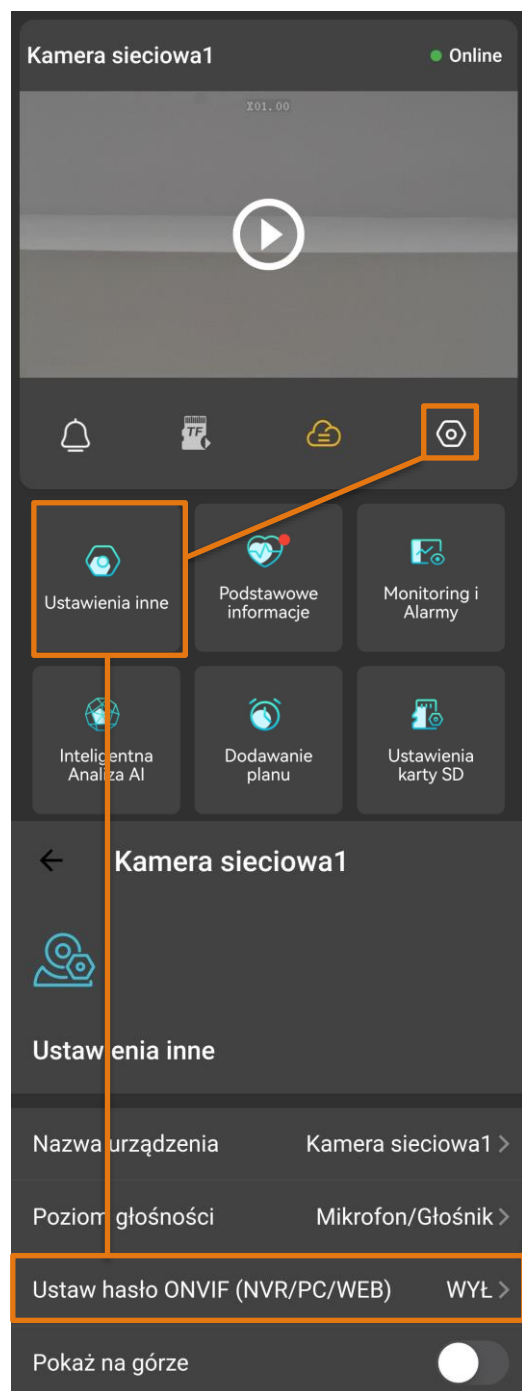 Kamera sieciowa1
Online
X01.00
TF
Ustawienia inne
Podstawowe
informacje
Monitoring i
Alarmy
Inteligentna
Analiza AI
Dodawanie
planu
Ustawienia
karty SD
Kamera sieciowa1
Ustawienia inne
Nazwa urządzenia Kamera sieciowa1
Poziom głośności Mikrofon/Głośnik
Ustaw hasło ONVIF (NVR/PC/WEB) WYŁ
Pokaż na górze